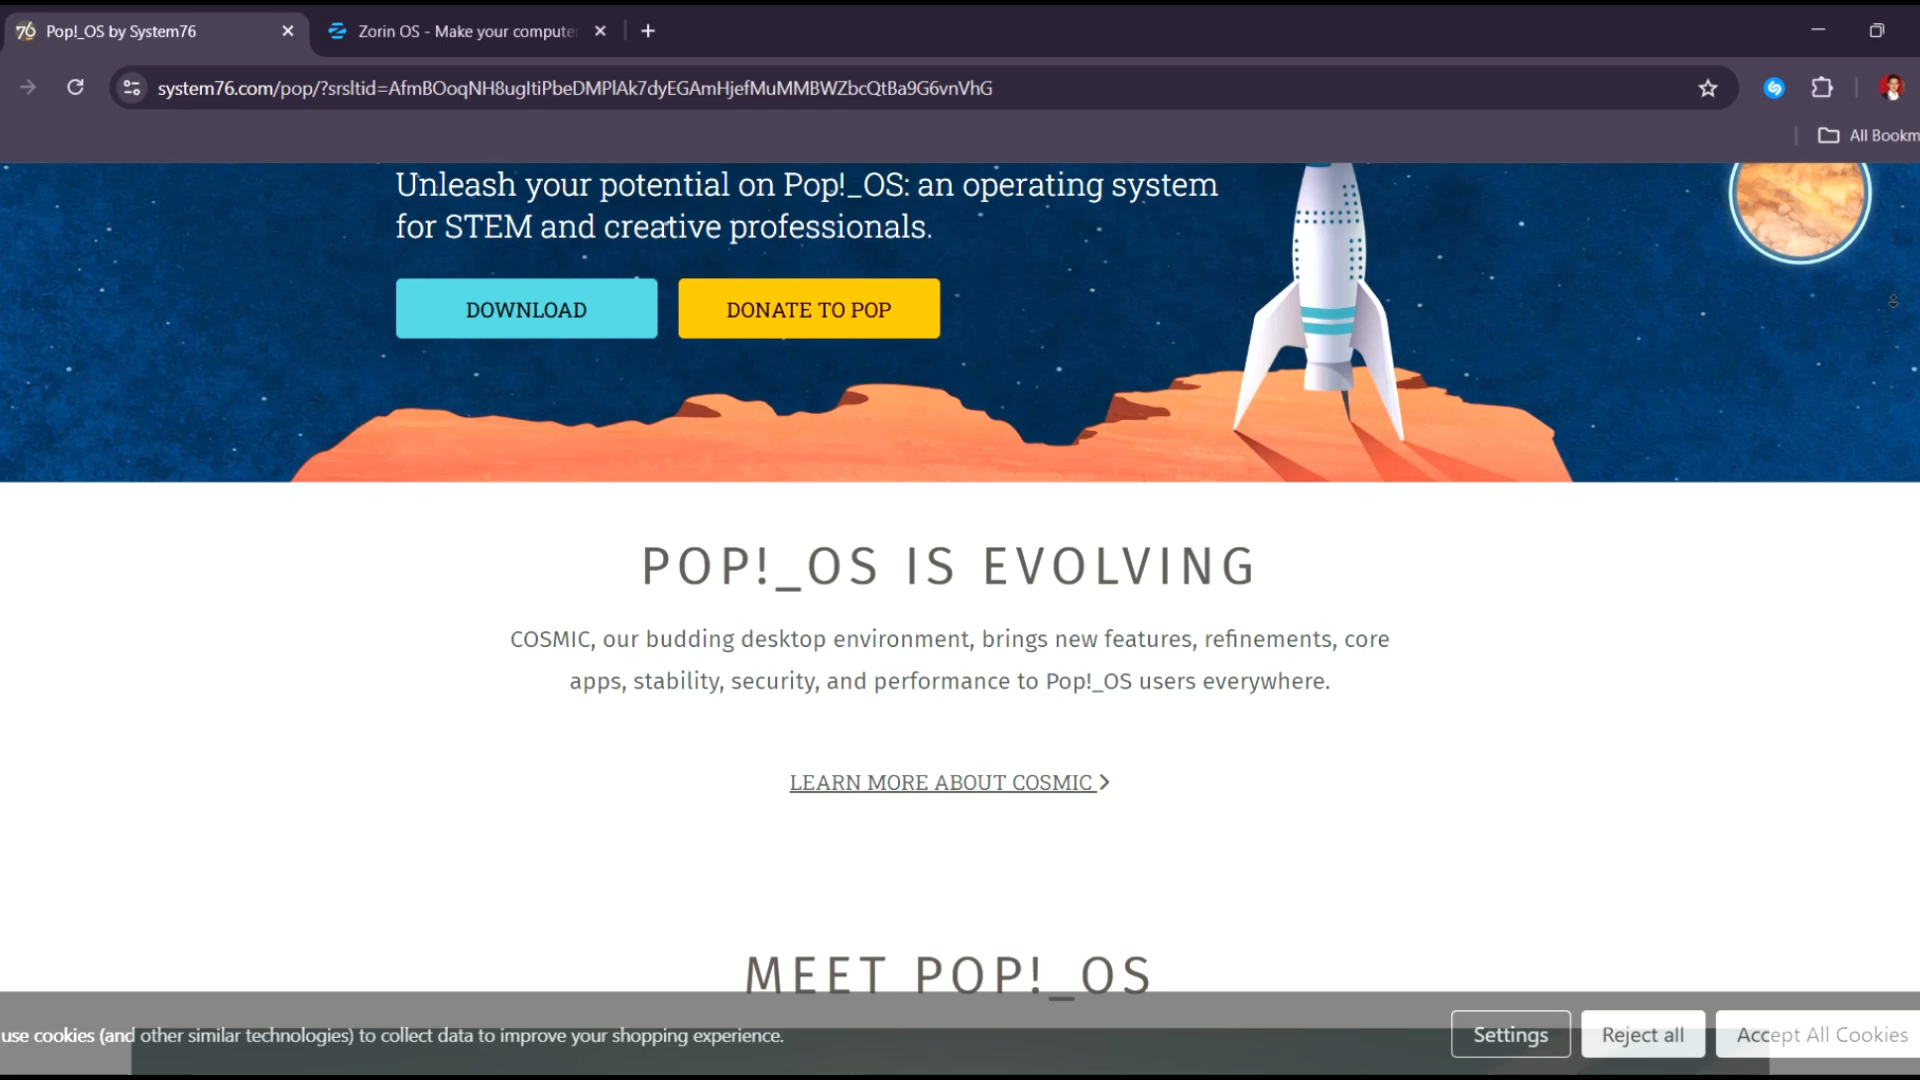 76 Pop!_OS by System76
Zorin OS - Make your compute
system76.com/pop/?srsltid=AfmBOoqNH8ugItiPbeDMPlAk7dyEGAmHjefMuMMBWZbcQtBa9G6vnVhG
All Bookm
Unleash your potential on Pop!_OS: an operating system
for STEM and creative professionals.
DOWNLOAD
DONATE TO POP
POP!_OS IS EVOLVING
COSMIC, our budding desktop environment, brings new features, refinements, core
apps, stability, security, and performance to Pop!_OS users everywhere.
LEARN MORE ABOUT COSMIC
MEET POP!_OS
use cookies (and other similar technologies) to collect data to improve your shopping experience.
Settings
Reject all
Accept All Cookies